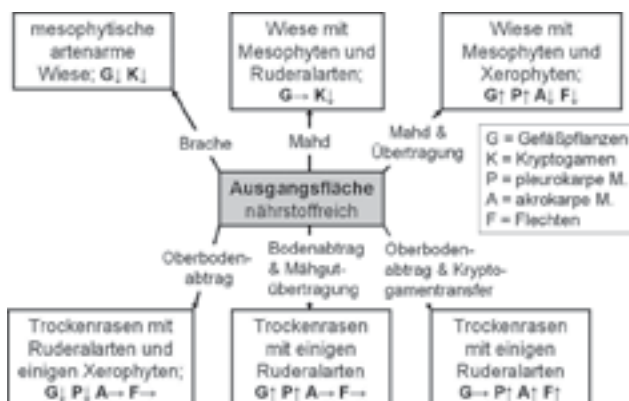 mesophytische
artenarme
Wiese; G↓ K↓
Wiese mit
Mesophyten und
Ruderalarten;
G→ K↓
Wiese mit
Mesophyten und
Xerophyten;
G↑ P↑ A↓ F↓
Brache
Mahd
Mahd &
Übertragung
G = Gefäßpflanzen
K = Kryptogamen
P = pleurokarpe M.
A = akrokarpe M.
F = Flechten
Ausgangsfläche
nährstoffreich
Oberboden-
abtrag
Bodenabtrag
& Mähgut-
übertragung
Oberboden-
abtrag & Krypto-
gamentransfer
Trockenrasen mit
Ruderalarten und
einigen Xerophyten;
G↓ P↓ A→ F→
Trockenrasen
mit einigen
Ruderalarten
G↑ P↑ A→ F→
Trockenrasen
mit einigen
Ruderalarten
G→ P↑ A↑ F↑